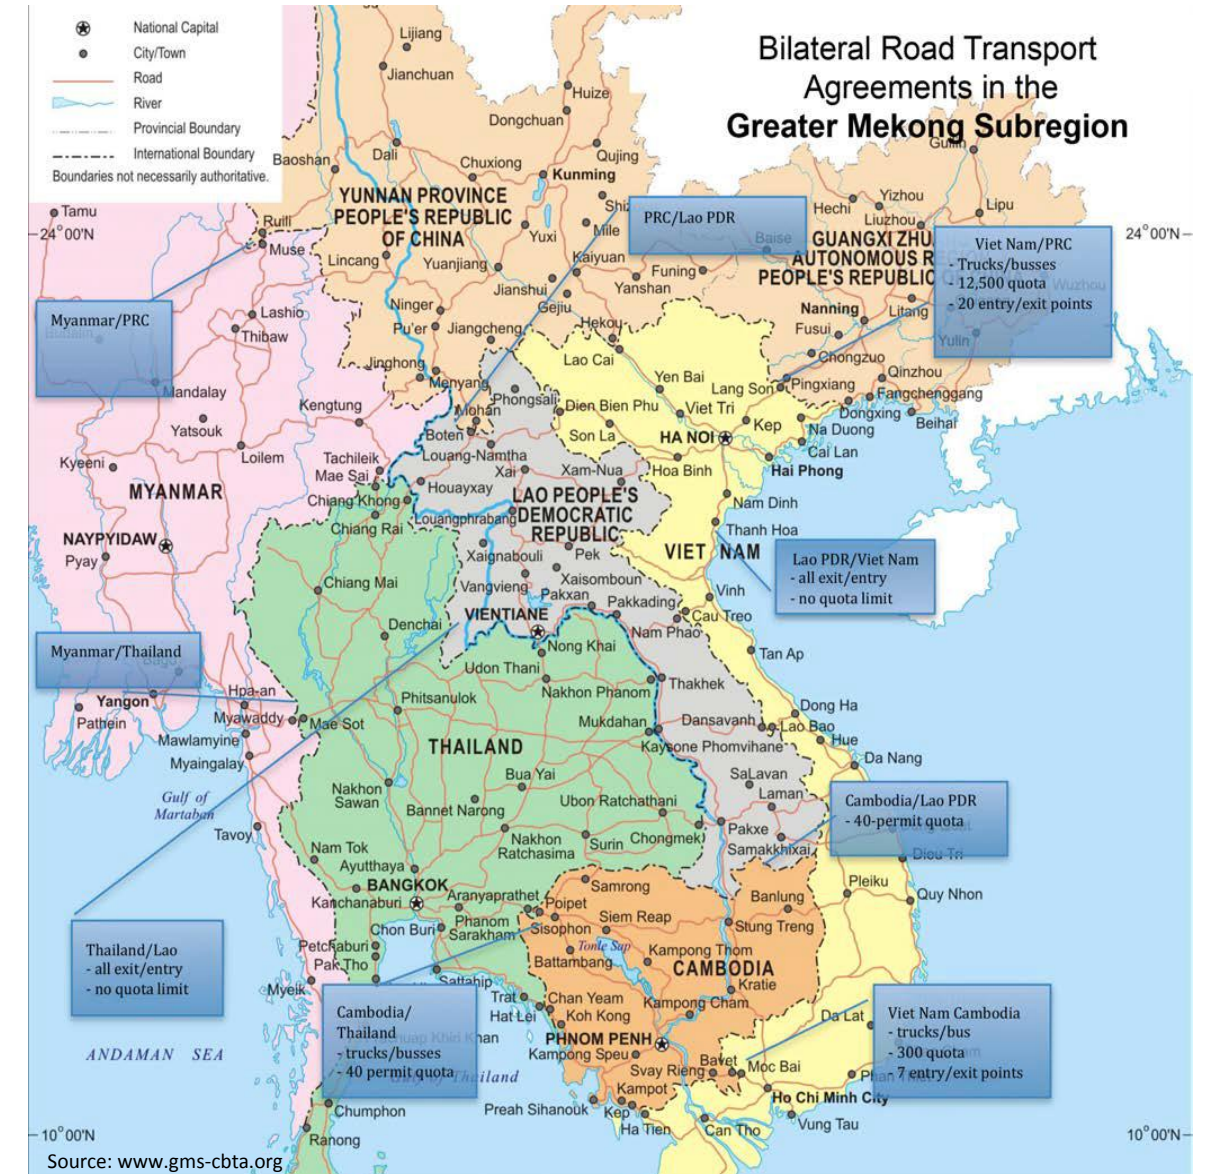 National Capital
City/Town
Road
River
Provincial Boundary
International Boundary
Boundaries not necessarily authoritative.
Bilateral Road Transport
Agreements in the
Greater Mekong Subregion
Lijiang
Jianchuan
Huize
Dongchuan
Guilin
Baoshan
Dali
Chuxiong
Qujing
Kunming
YUNNAN PROVINCE
PEOPLE'S REPUBLIC
OF CHINA
Yizhou
Hechi
Liuzhou
Lipu
Tamu
24°00'N
24°00'N
Ruili
Muse
Lincang
Yuanjiang
Yuxi
Mile
Kaiyuan
Funing
Yanshan
Baise
PRC/Lao PDR
GUANGXI ZHU
AUTONOMOUS R
PEOPLE'S REPUBLIC
Viet Nam/PRC
- Trucks/busses
- 12,500 quota
- 20 entry/exit points
Wuzhou
Jianshui
Gejiu
Ninger
Pu'er
Jiangcheng
Hekou
Nanning
Litang
Fusui
Yulin
Myanmar/PRC
Lashio
Thibaw
Jinghong
Menyang
Lao Cai
Chongzuo
Mandalay
Yen Bai
Lang Son
Pingxiang
Qinzhou
Fangchenggang
Kengtung
Mohan
Phongsali
Dien Bien Phu
Viet Tri
Dongxing
Beihai
Yatsouk
Boten
Son La
HA NOI
Kep
Na Duong
Cai Lan
Kyeeni
Loilem
Tachileik
Mae Sai
Louang-Namtha
Xai
Xam-Nua
Hoa Binh
Hai Phong
MYANMAR
Chiang Khong
Houayxay
LAO PEOPLE'S
DEMOCRATIC
REPUBLIC
Nam Dinh
Chiang Rai
Louangphrabang
Thanh Hoa
NAYPYIDAW
Pyay
Xaignabouli
Pek
VIET NAM
Lao PDR/Viet Nam
- all exit/entry
- no quota limit
Chiang Mai
Vangvieng
Xaisomboun
Pakxan
Pakkading
Vinh
Cau Treo
Denchai
VIENTIANE
Nam Phao
Myanmar/Thailand
Bago
Nong Khai
Udon Thani
Tan Ap
Yangon
Pathein
Hpa-an
Myawaddy
Mae Sot
Phitsanulok
Nakhon Phanom
Thakhek
Mawlamyine
Myaingalay
Mukdahan
Dansavanh
Lao Bao
Dong Ha
Hue
THAILAND
Kaysone Phomvihane
Da Nang
Gulf of
Martaban
Nakhon
Sawan
Bua Yai
SaLavan
Laman
Bannet Narong
Ubon Ratchathani
Cambodia/Lao PDR
- 40-permit quota
Tavoy
Nakhon
Ratchasima
Surin
Chongmek
Pakxe
Samakkhixai
Nam Tok
Ayutthaya
Diou Tri
BANGKOK
Kanchanaburi
Aranyaprathet
Poipet
Samrong
Banlung
Pleiku
Quy Nhon
Chon Buri
Phanom
Sarakham
Sisophon
Siem Reap
Stung Treng
Petchaburi
Pak Tho
Battambang
Tonle Sap
Kampong Thom
CAMBODIA
Kratie
Thailand/Lao
- all exit/entry
- no quota limit
Myeik
Sattahip
Trat
Hat Lei
Chan Yeam
Koh Kong
Kampong Cham
Da Lat
Cambodia/
Thailand
- trucks/busses
- 40 permit quota
Viet Nam Cambodia
- trucks/bus
- 300 quota
- 7 entry/exit points
ANDAMAN SEA
Gulf of Thailand
PHNOM PENH
Kampong Speu
Svay Rieng
Bavet
Moc Bai
Kampot
Ho Chi Minh City
Chumphon
Preah Sihanouk
Kep
Ha Tien
Can Tho
Vung Tau
10°00'N
10°00'N
Ranong
Source: www.gms-cbta.org